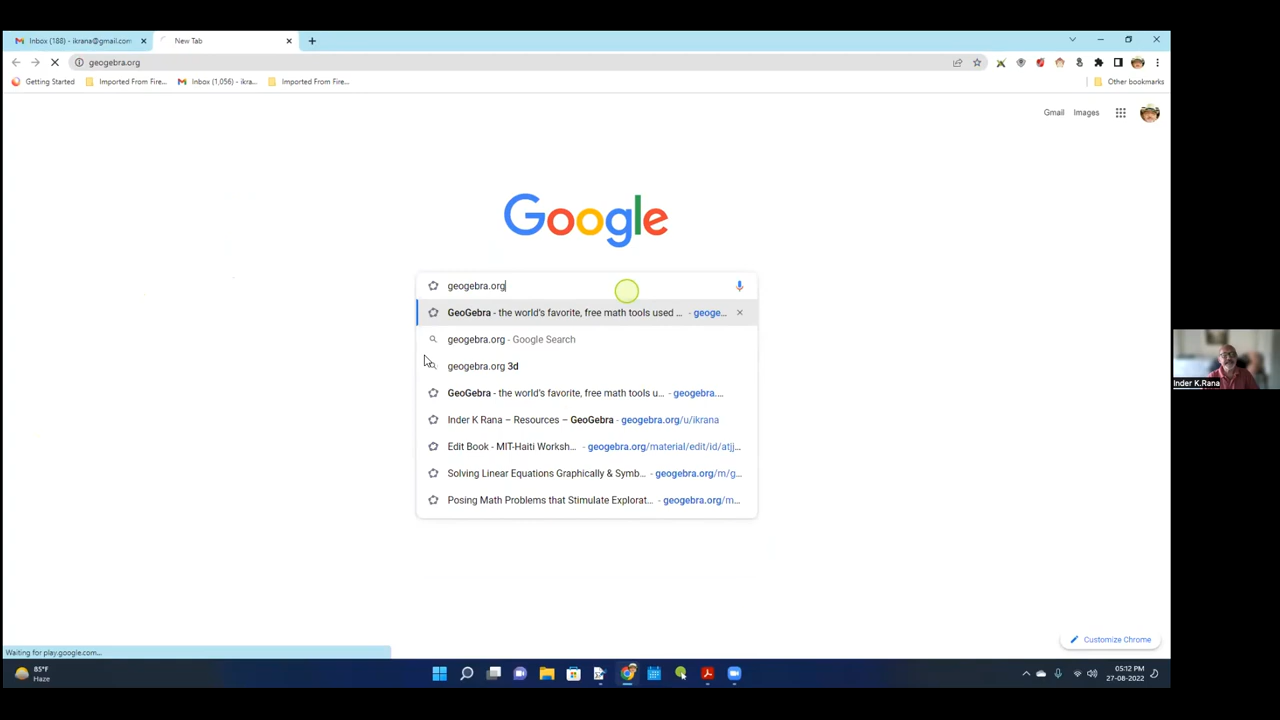 Inbox (188) - ikrana@gmail.com
New Tab
geogebra.org
Getting Started
Imported From Fire...
Inbox (1,056) - ikra...
Imported From Fire...
Other bookmarks
Gmail
Images
Google
geogebra.org
GeoGebra - the world's favorite, free math tools used ... - geoge...
geogebra.org - Google Search
geogebra.org 3d
GeoGebra - the world's favorite, free math tools u... - geogebra....
Inder K Rana – Resources – GeoGebra - geogebra.org/u/ikrana
Edit Book - MIT-Haiti Worksh... - geogebra.org/material/edit/id/atjj...
Solving Linear Equations Graphically & Symb... - geogebra.org/m/g...
Posing Math Problems that Stimulate Explorat... - geogebra.org/m...
Inder K.Rana
Customize Chrome
Waiting for play.google.com...
85°F
Haze
05:12 PM
27-08-2022